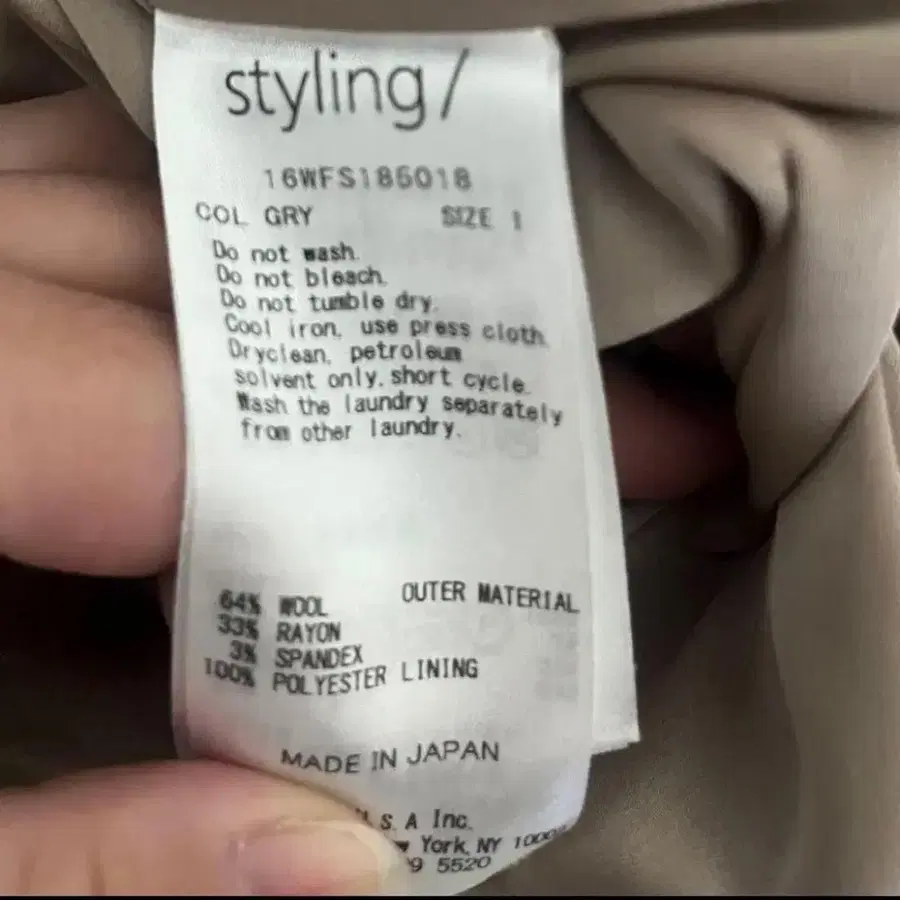 styling/
16WFS186018
COL GRY SIZE 1
Do not wash.
Do not bleach.
Do not tumble dry.
Cool iron, use press cloth.
Dryclean, petroleum
solvent only, short cycle.
Wash the laundry separately
from other laundry.
64% WOOL OUTER MATERIAL
33% RAYON
3% SPANDEX
100% POLYESTER LINING
MADE IN JAPAN
S. A Inc.
York, NY
9 5520